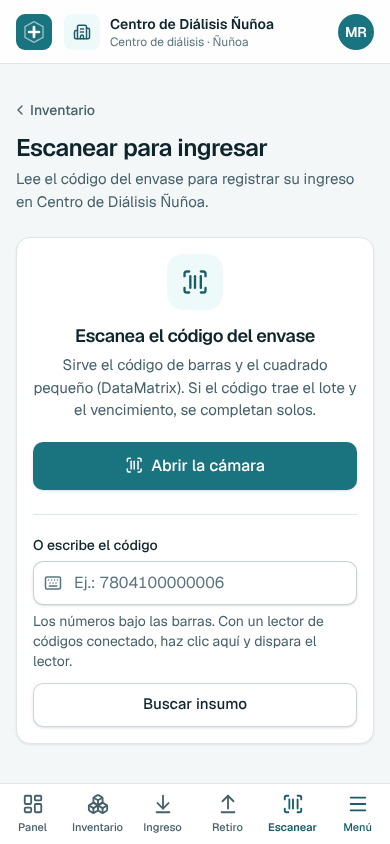 Centro de Diálisis Ñuñoa
Centro de diálisis · Ñuñoa
MR
Inventario
Escanear para ingresar
Lee el código del envase para registrar su ingreso
en Centro de Diálisis Ñuñoa.
Escanea el código del envase
Sirve el código de barras y el cuadrado
pequeño (DataMatrix). Si el código trae el lote y
el vencimiento, se completan solos.
Abrir la cámara
O escribe el código
Ej.: 7804100000006
Los números bajo las barras. Con un lector de
códigos conectado, haz clic aquí y dispara el
lector.
Buscar insumo
Panel
Inventario
Ingreso
Retiro
Escanear
Menú